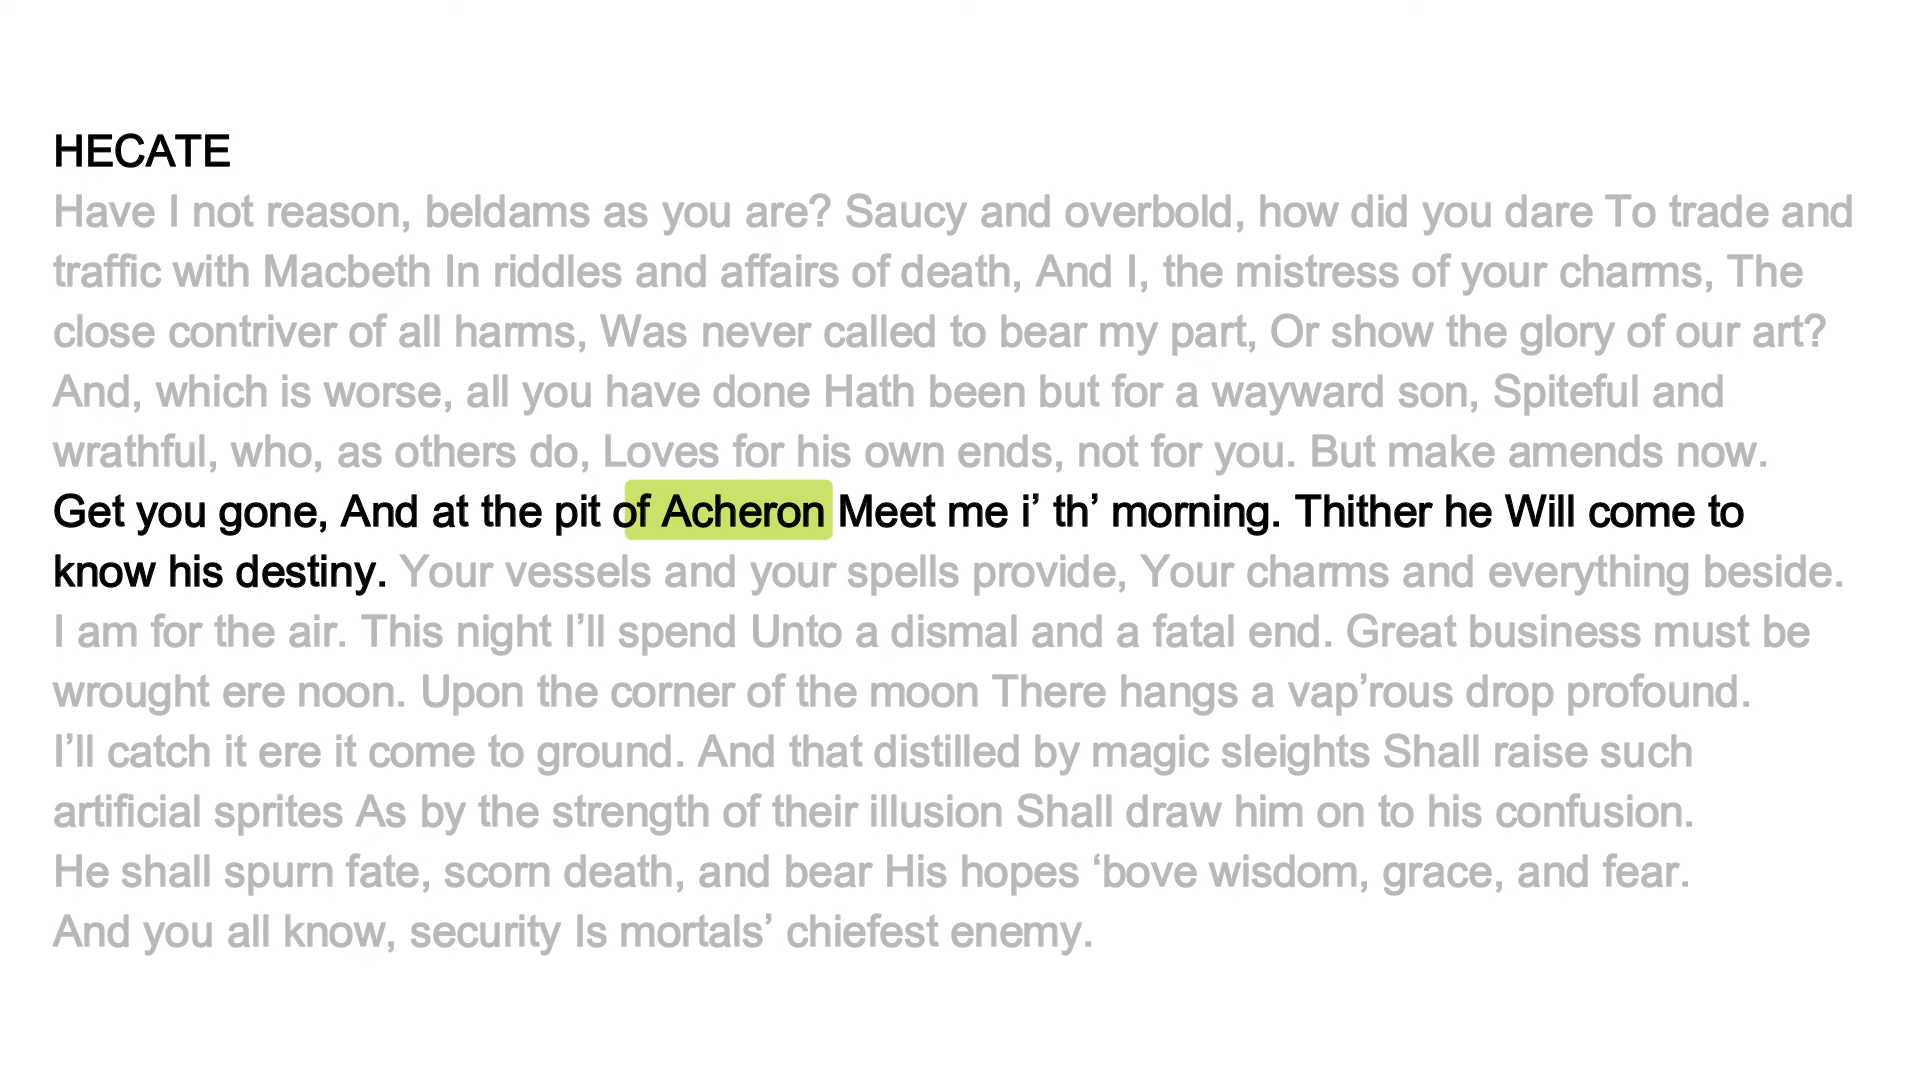 HECATE
Have I not reason, beldams as you are? Saucy and overbold, how did you dare To trade and
traffic with Macbeth In riddles and affairs of death, And I, the mistress of your charms, The
close contriver of all harms, Was never called to bear my part, Or show the glory of our art?
And, which is worse, all you have done Hath been but for a wayward son, Spiteful and
wrathful, who, as others do, Loves for his own ends, not for you. But make amends now.
Get you gone, And at the pit of Acheron Meet me i’ th’ morning. Thither he Will come to
know his destiny. Your vessels and your spells provide, Your charms and everything beside.
I am for the air. This night I’ll spend Unto a dismal and a fatal end. Great business must be
wrought ere noon. Upon the corner of the moon There hangs a vap’rous drop profound.
I’ll catch it ere it come to ground. And that distilled by magic sleights Shall raise such
artificial sprites As by the strength of their illusion Shall draw him on to his confusion.
He shall spurn fate, scorn death, and bear His hopes ‘bove wisdom, grace, and fear.
And you all know, security Is mortals’ chiefest enemy.